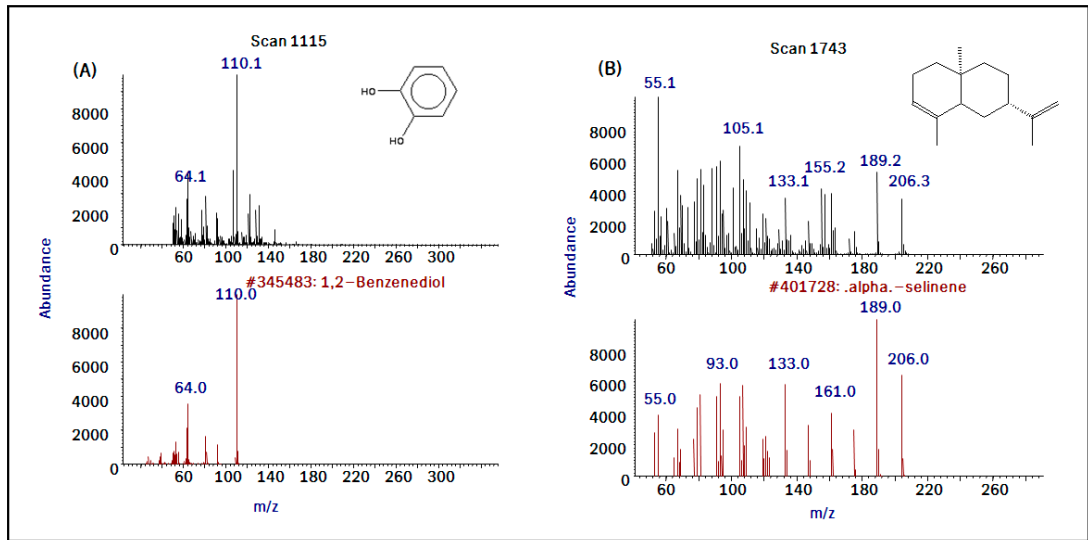 Scan 1115
(A)
110.1
HO
HO
8000
6000
4000
64.1
2000
0
60 100 140 180 220 260 300
#345483: 1,2-Benzenediol
110.0
Abundance
8000
6000
4000
64.0
2000
0
60 100 140 180 220 260 300
m/z
Scan 1743
(B)
55.1
8000
105.1
6000
155.2
189.2
4000
133.1
206.3
2000
0
60 100 140 180 220 260
#401728: .alpha.-selinene
189.0
Abundance
8000
93.0
133.0
206.0
6000
55.0
161.0
4000
2000
0
60 100 140 180 220 260
m/z